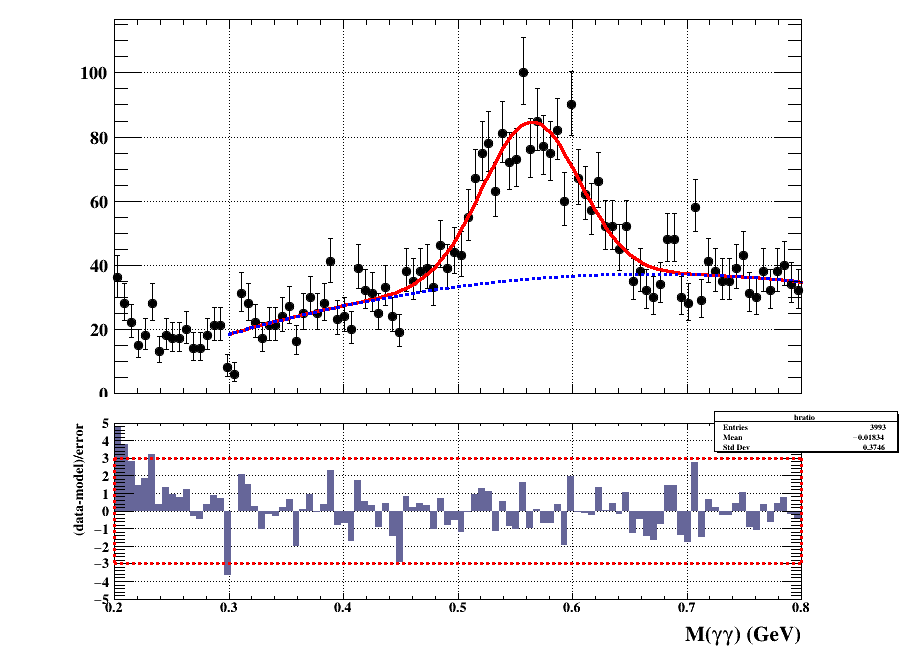 100
80
60
40
20
0
hratio
Entries 3993
Mean −0.01834
Std Dev 0.3746
(data-model)/error
5
4
3
2
1
0
−1
−2
−3
−4
−5
0.2 0.3 0.4 0.5 0.6 0.7 0.8
M(γγ) (GeV)